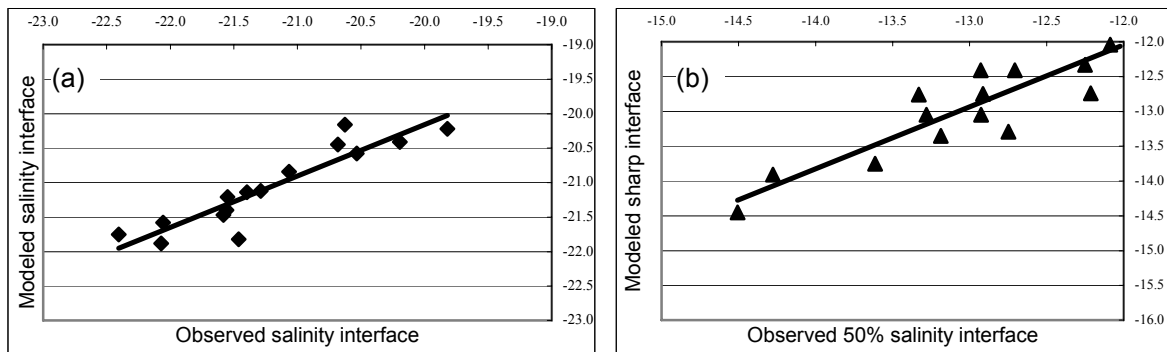 -23.0 -22.5 -22.0 -21.5 -21.0 -20.5 -20.0 -19.5 -19.0
-19.0
-19.5
-20.0
-20.5
-21.0
-21.5
-22.0
-22.5
-23.0
(a)
Modeled salinity interface
Observed salinity interface
-15.0 -14.5 -14.0 -13.5 -13.0 -12.5 -12.0
-12.0
-12.5
-13.0
-13.5
-14.0
-14.5
-15.0
-15.5
-16.0
(b)
Modeled sharp interface
Observed 50% salinity interface